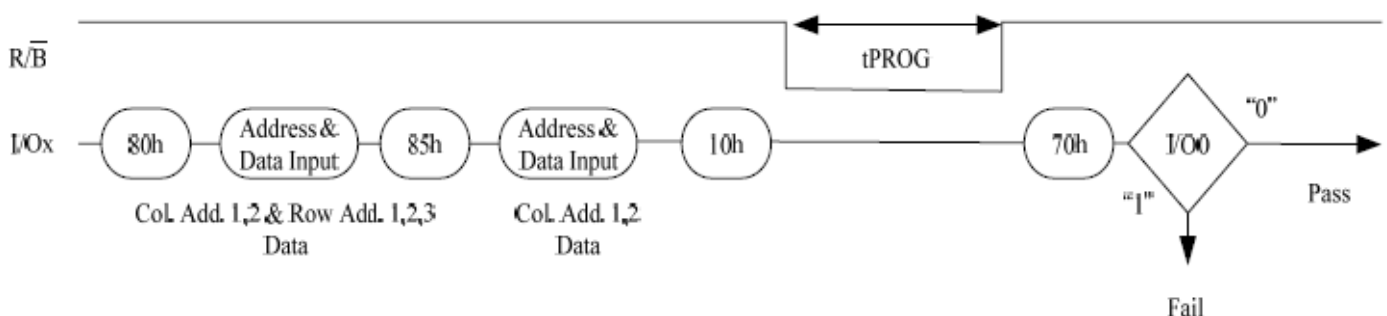 R/B̅
tPROG
I/Ox
80h
Address &
Data Input
85h
Address &
Data Input
10h
70h
I/O0
“0”
“1”
Pass
Col. Add. 1,2 & Row Add. 1,2,3
Data
Col. Add. 1,2
Data
Fail